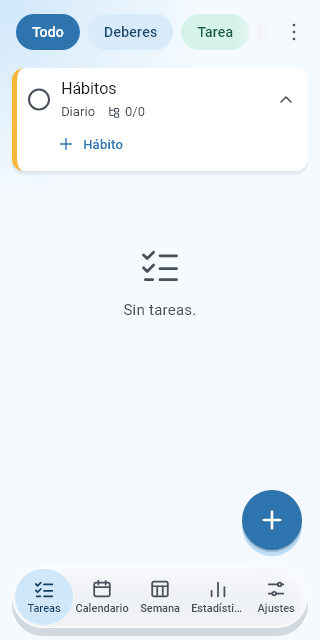 Todo
Deberes
Tarea
Hábitos
Diario 0/0
Hábito
Sin tareas.
Tareas
Calendario
Semana
Estadísti...
Ajustes